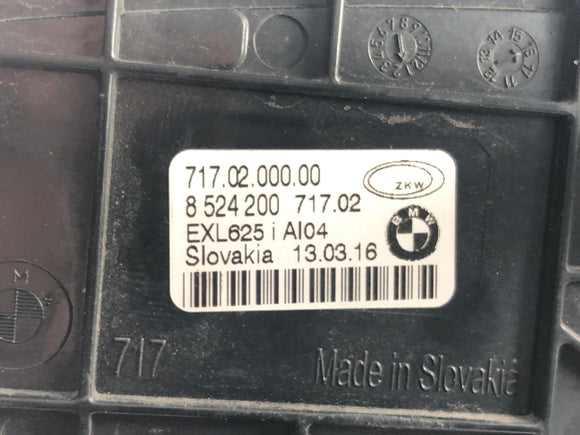 717.02.000.00
ZKW
8 524 200 717.02
BMW
EXL625 i AI04
Slovakia 13.03.16
M
717
Made in Slovakia